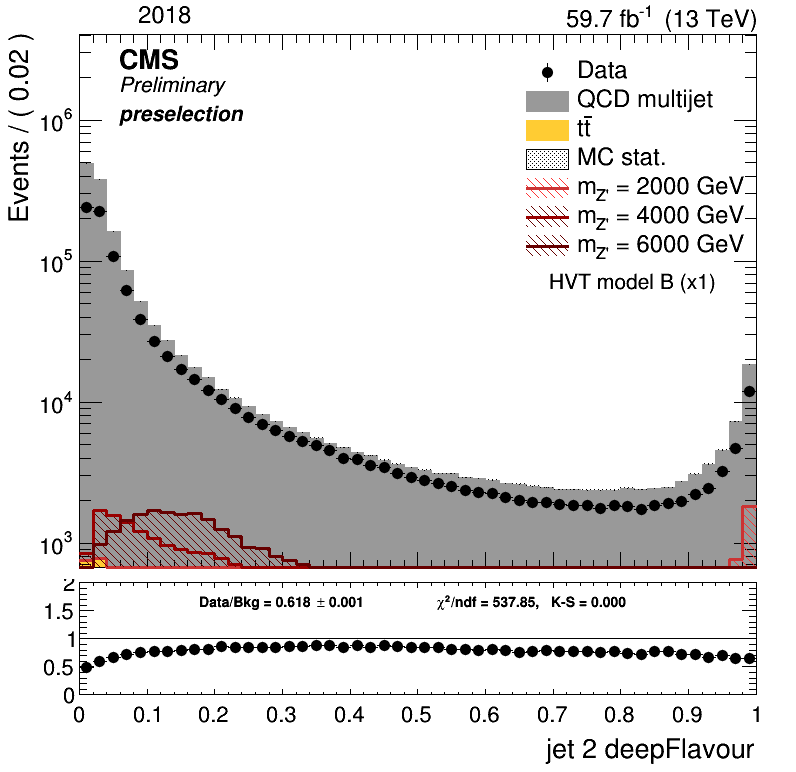 2018
59.7 fb⁻¹ (13 TeV)
CMS
Preliminary
preselection
Data
QCD multijet
tt̄
MC stat.
m_Z' = 2000 GeV
m_Z' = 4000 GeV
m_Z' = 6000 GeV
HVT model B (x1)
Events / ( 0.02 )
10⁶
10⁵
10⁴
10³
Data/Bkg = 0.618 ± 0.001
χ²/ndf = 537.85, K-S = 0.000
2
1.5
1
0.5
0
0 0.1 0.2 0.3 0.4 0.5 0.6 0.7 0.8 0.9 1
jet 2 deepFlavour